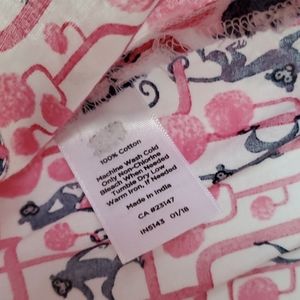 100% Cotton
Machine Wash Cold
Only Non-Chlorine
Bleach When Needed
Tumble Dry Low
Warm Iron, If Needed
Made in India
CA #23147
INS143 01/18